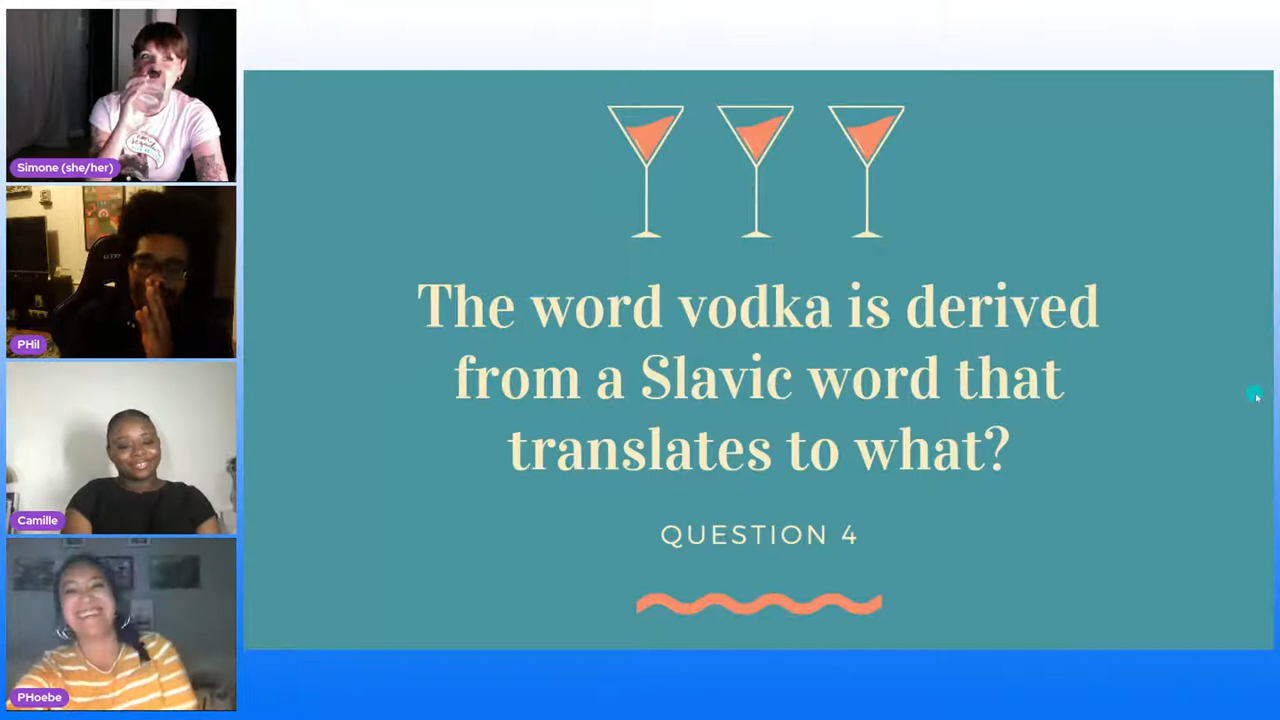 Simone (she/her)
PHil
Camille
PHoebe
The word vodka is derived
from a Slavic word that
translates to what?
QUESTION 4